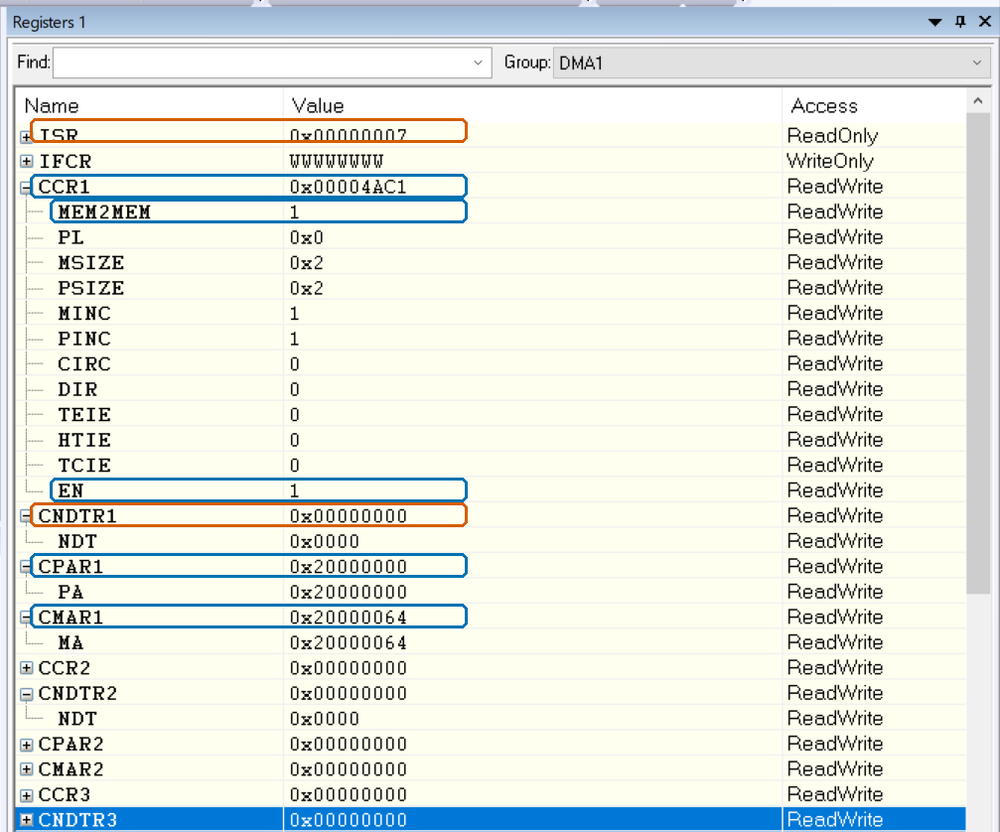 Registers 1
Find: Group: DMA1
Name Value Access
ISR 0x00000007 ReadOnly
IFCR WWWWWWWW WriteOnly
CCR1 0x00004AC1 ReadWrite
MEM2MEM 1 ReadWrite
PL 0x0 ReadWrite
MSIZE 0x2 ReadWrite
PSIZE 0x2 ReadWrite
MINC 1 ReadWrite
PINC 1 ReadWrite
CIRC 0 ReadWrite
DIR 0 ReadWrite
TEIE 0 ReadWrite
HTIE 0 ReadWrite
TCIE 0 ReadWrite
EN 1 ReadWrite
CNDTR1 0x00000000 ReadWrite
NDT 0x0000 ReadWrite
CPAR1 0x20000000 ReadWrite
PA 0x20000000 ReadWrite
CMAR1 0x20000064 ReadWrite
MA 0x20000064 ReadWrite
CCR2 0x00000000 ReadWrite
CNDTR2 0x00000000 ReadWrite
NDT 0x0000 ReadWrite
CPAR2 0x00000000 ReadWrite
CMAR2 0x00000000 ReadWrite
CCR3 0x00000000 ReadWrite
CNDTR3 0x00000000 ReadWrite